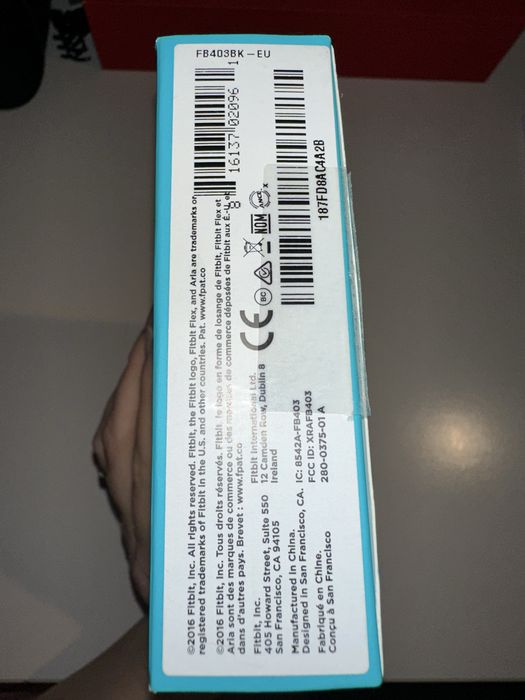 FB403BK – EU
8 16137 02096 1
©2016 Fitbit, Inc. All rights reserved. Fitbit, the Fitbit logo, Fitbit Flex, and Aria are trademarks or
registered trademarks of Fitbit in the U.S. and other countries. Pat. www.fpat.co
©2016 Fitbit, Inc. Tous droits réservés. Fitbit, le logo en forme de losange de Fitbit, Fitbit Flex et
Aria sont des marques de commerce ou des marques de commerce déposées de Fitbit aux É.-U. et
dans d'autres pays. Brevet : www.fpat.co
Fitbit, Inc.
405 Howard Street, Suite 550
San Francisco, CA 94105
Fitbit International Ltd.
12 Camden Row, Dublin 8
Ireland
CE
BC
NOM
ANCE
X
Manufactured in China.
Designed in San Francisco, CA.
Fabriqué en Chine.
Conçu à San Francisco
IC: 8542A-FB403
FCC ID: XRAFB403
280-0375-01 A
187FD8AC4A2B